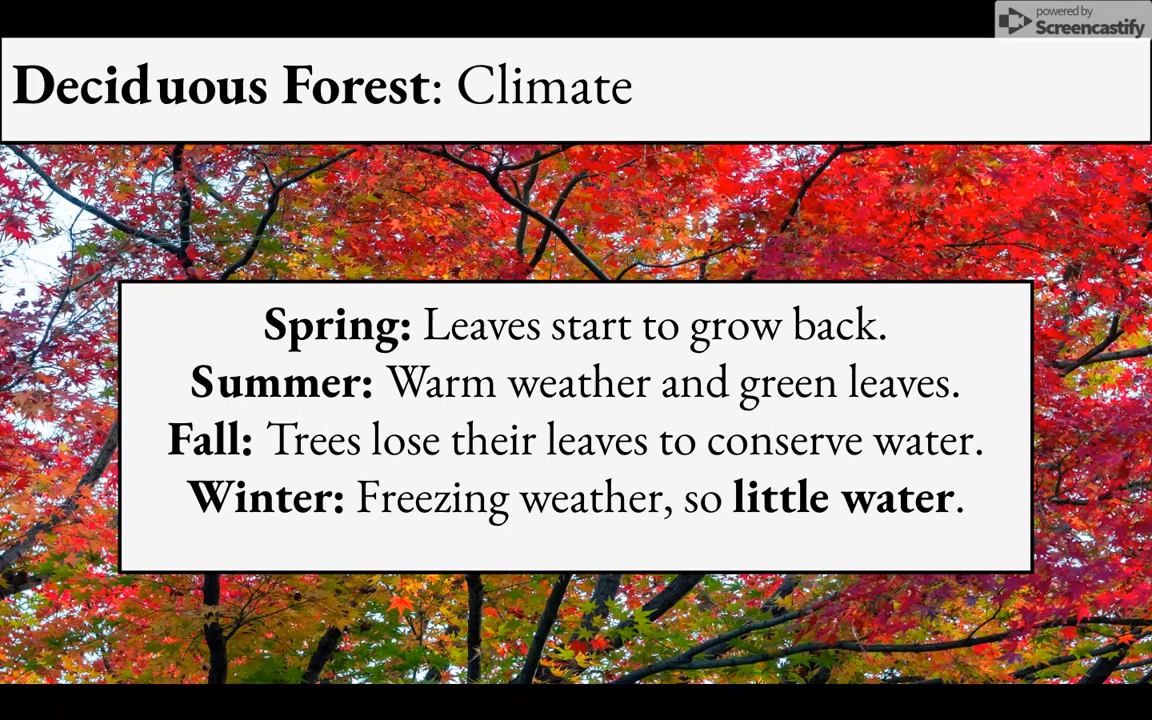 powered by
Screencastify
Deciduous Forest: Climate
Spring: Leaves start to grow back.
Summer: Warm weather and green leaves.
Fall: Trees lose their leaves to conserve water.
Winter: Freezing weather, so little water.